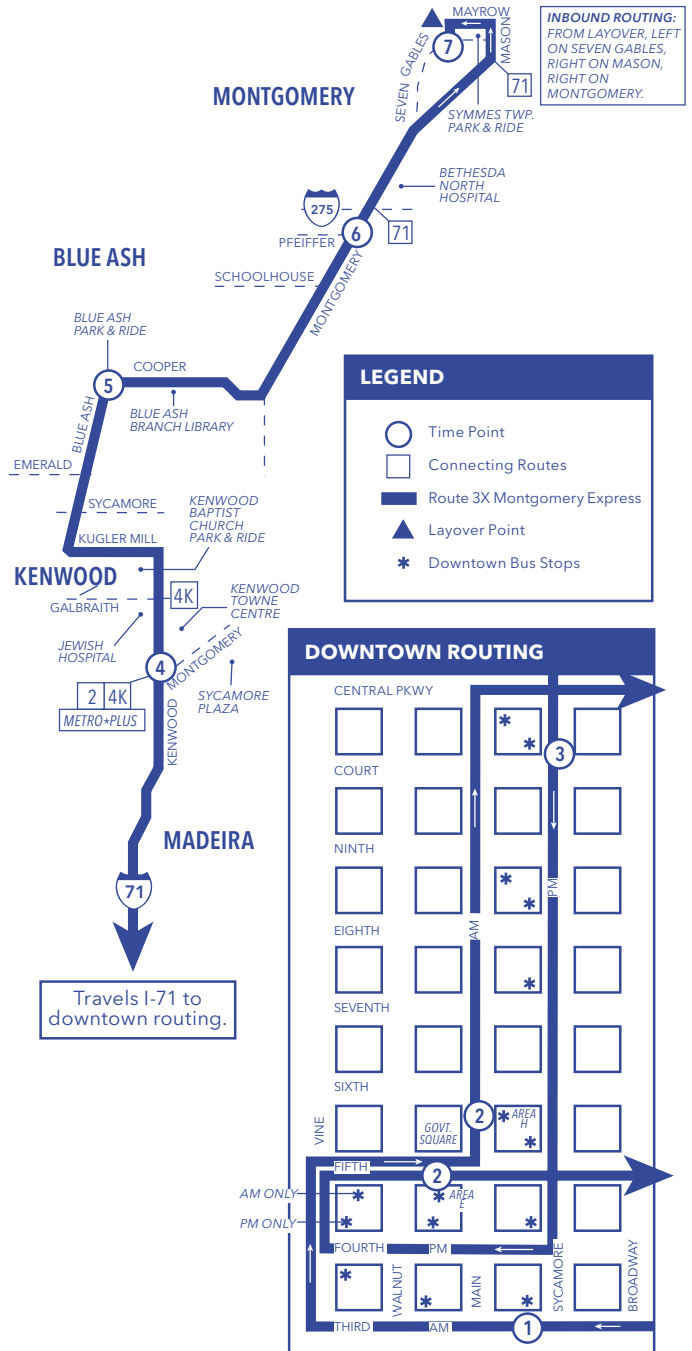 MAYROW
INBOUND ROUTING:
FROM LAYOVER, LEFT
ON SEVEN GABLES,
RIGHT ON MASON,
RIGHT ON
MONTGOMERY.
7
SEVEN GABLES
MASON
71
MONTGOMERY
SYMMES TWP.
PARK & RIDE
BETHESDA
NORTH
HOSPITAL
275
6
71
PFEIFFER
BLUE ASH
SCHOOLHOUSE
MONTGOMERY
BLUE ASH
PARK & RIDE
COOPER
5
BLUE ASH
BRANCH LIBRARY
BLUE ASH
EMERALD
SYCAMORE
KENWOOD
BAPTIST
CHURCH
PARK & RIDE
KUGLER MILL
KENWOOD
GALBRAITH
4K
KENWOOD
TOWNE
CENTRE
JEWISH
HOSPITAL
4
MONTGOMERY
SYCAMORE
PLAZA
2 4K
METRO*PLUS
KENWOOD
MADEIRA
71
Travels I-71 to
downtown routing.
LEGEND
Time Point
Connecting Routes
Route 3X Montgomery Express
Layover Point
* Downtown Bus Stops
DOWNTOWN ROUTING
CENTRAL PKWY
* *
3
COURT
NINTH
* *
PM
AM
EIGHTH
*
SEVENTH
SIXTH
VINE
GOVT.
SQUARE
2
* AREA
H
*
FIFTH
2
AM ONLY
*
* AREA
E
PM ONLY
*
*
*
FOURTH
PM
*
WALNUT
*
MAIN
*
SYCAMORE
BROADWAY
THIRD
AM
1